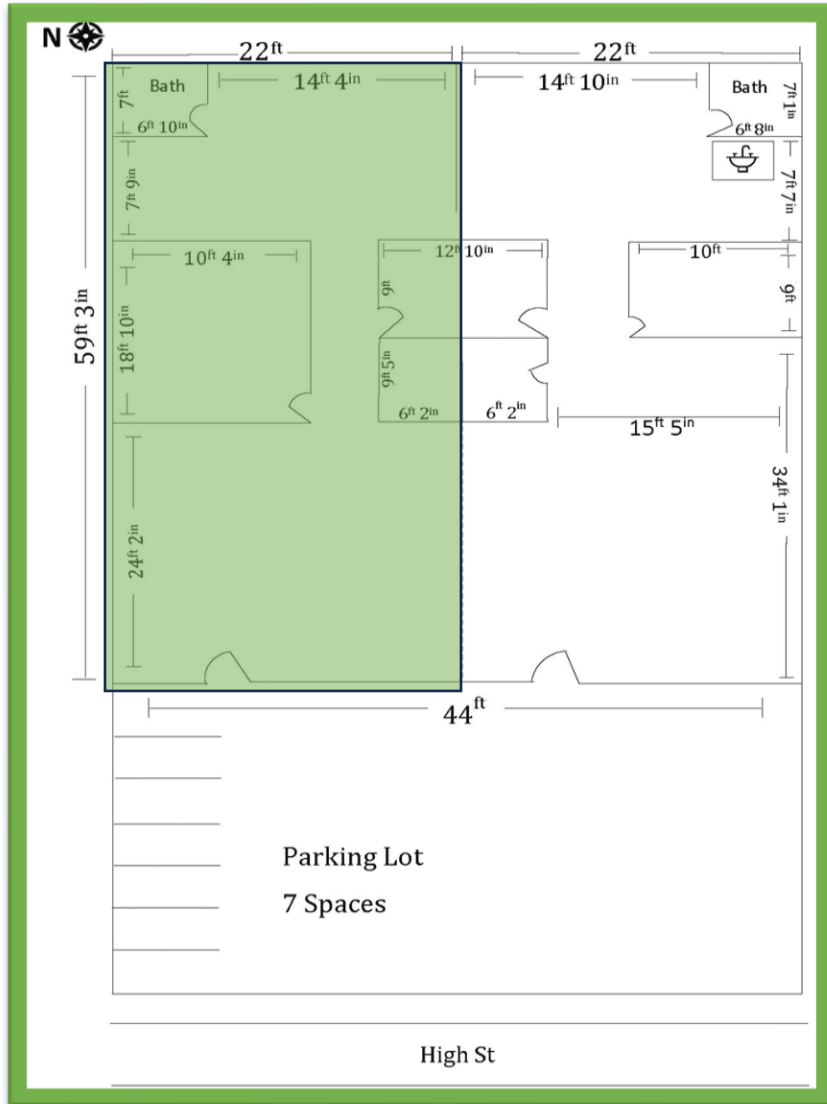 N
22ft
22ft
7ft
Bath
14ft 4in
14ft 10in
Bath
7ft 1in
6ft 10in
6ft 8in
7ft 9in
7ft 7in
10ft 4in
12ft 10in
10ft
9ft
9ft
59ft 3in
18ft 10in
9ft 5in
6ft 2in
6ft 2in
15ft 5in
34ft 1in
24ft 2in
44ft
Parking Lot
7 Spaces
High St